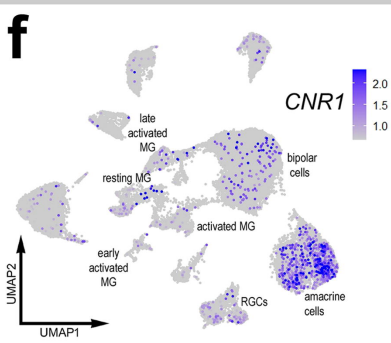 f
CNR1
2.0
1.5
1.0
late
activated
MG
resting MG
bipolar
cells
activated MG
early
activated
MG
RGCs
amacrine
cells
UMAP2
UMAP1